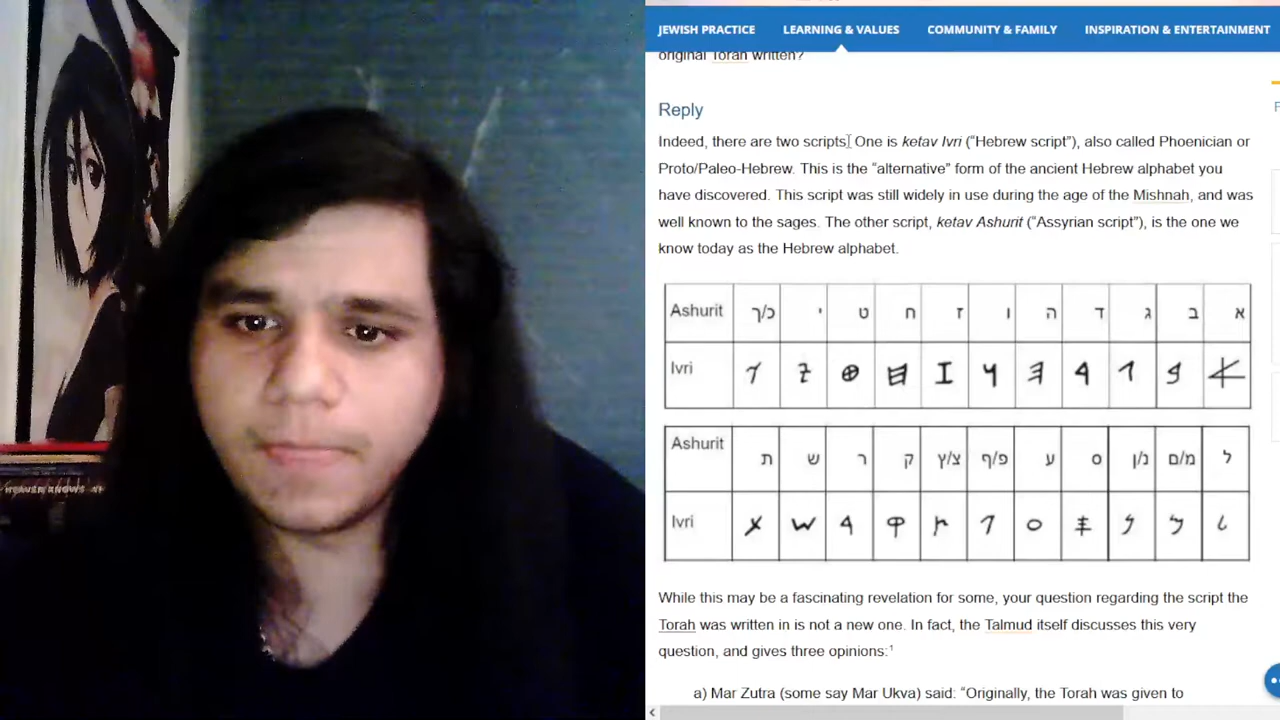 JEWISH PRACTICE LEARNING & VALUES COMMUNITY & FAMILY INSPIRATION & ENTERTAINMENT
original Torah written?
Reply
Indeed, there are two scripts. One is ketav Ivri (“Hebrew script”), also called Phoenician or
Proto/Paleo-Hebrew. This is the “alternative” form of the ancient Hebrew alphabet you
have discovered. This script was still widely in use during the age of the Mishnah, and was
well known to the sages. The other script, ketav Ashurit (“Assyrian script”), is the one we
know today as the Hebrew alphabet.
Ashurit כ/ך י ט ח ז ו ה ד ג ב א
Ivri 𐤊 𐤉 𐤈 𐤇 𐤆 𐤅 𐤄 𐤃 𐤂 𐤁 𐤀
Ashurit ת ש ר ק צ/ץ פ/ף ע ס נ/ן מ/ם ל
Ivri 𐤕 𐤔 𐤓 𐤒 𐤑 𐤐 𐤏 𐤎 𐤍 𐤌 𐤋
While this may be a fascinating revelation for some, your question regarding the script the
Torah was written in is not a new one. In fact, the Talmud itself discusses this very
question, and gives three opinions:¹
a) Mar Zutra (some say Mar Ukva) said: “Originally, the Torah was given to
HEAVEN KNOWS